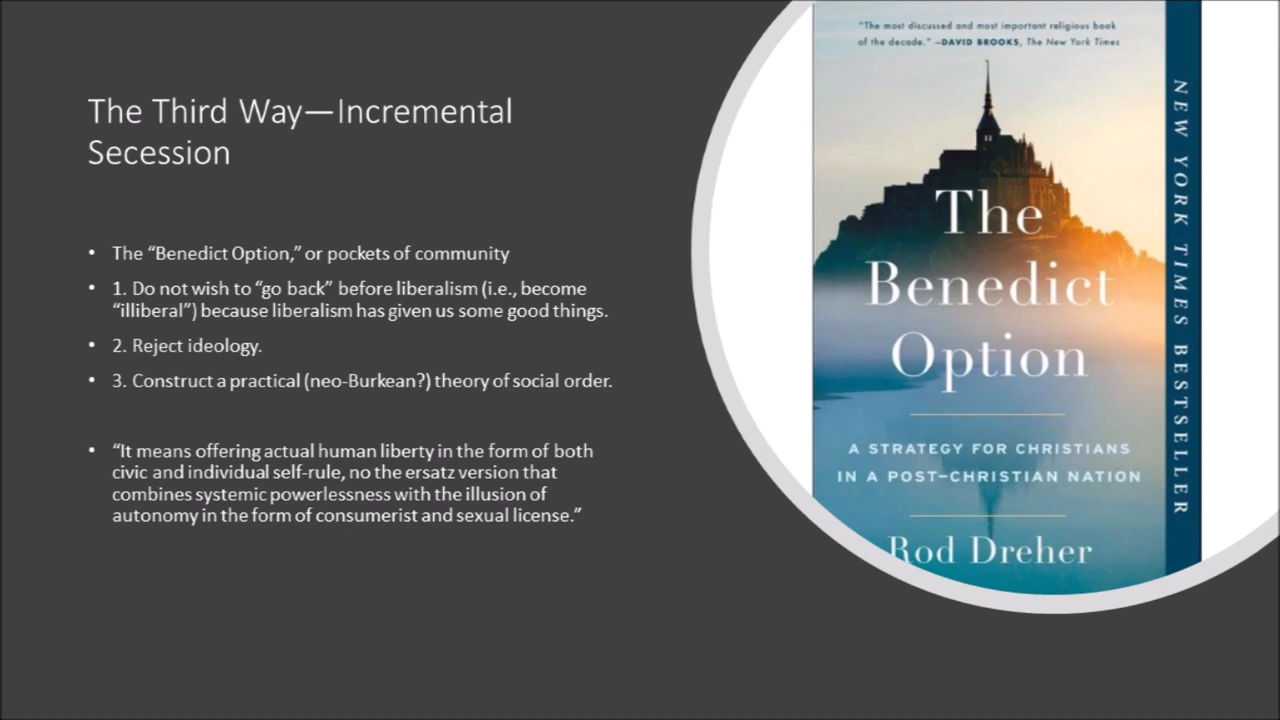 The Third Way—Incremental
Secession
• The “Benedict Option,” or pockets of community
• 1. Do not wish to “go back” before liberalism (i.e., become
“illiberal”) because liberalism has given us some good things.
• 2. Reject ideology.
• 3. Construct a practical (neo-Burkean?) theory of social order.
• “It means offering actual human liberty in the form of both
civic and individual self-rule, no the ersatz version that
combines systemic powerlessness with the illusion of
autonomy in the form of consumerist and sexual license.”
“The most discussed and most important religious book
of the decade.” —DAVID BROOKS, The New York Times
The
Benedict
Option
A STRATEGY FOR CHRISTIANS
IN A POST–CHRISTIAN NATION
Rod Dreher
NEW YORK TIMES BESTSELLER